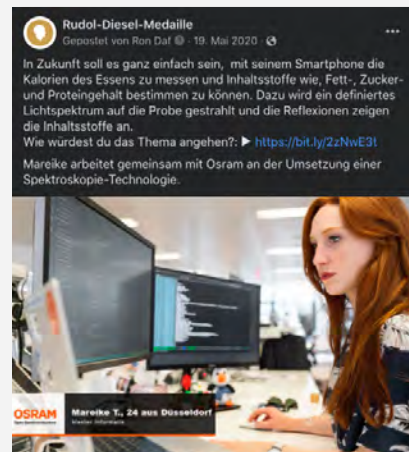 Rudol-Diesel-Medaille
Gepostet von Ron Daf · 19. Mai 2020 ·
In Zukunft soll es ganz einfach sein, mit seinem Smartphone die
Kalorien des Essens zu messen und Inhaltsstoffe wie, Fett-, Zucker-
und Proteingehalt bestimmen zu können. Dazu wird ein definiertes
Lichtspektrum auf die Probe gestrahlt und die Reflexionen zeigen
die Inhaltsstoffe an.
Wie würdest du das Thema angehen?: ▶ https://bit.ly/2zNwE3t
Mareike arbeitet gemeinsam mit Osram an der Umsetzung einer
Spektroskopie-Technologie.
OSRAM
Mareike T., 24 aus Düsseldorf
Master Informatik